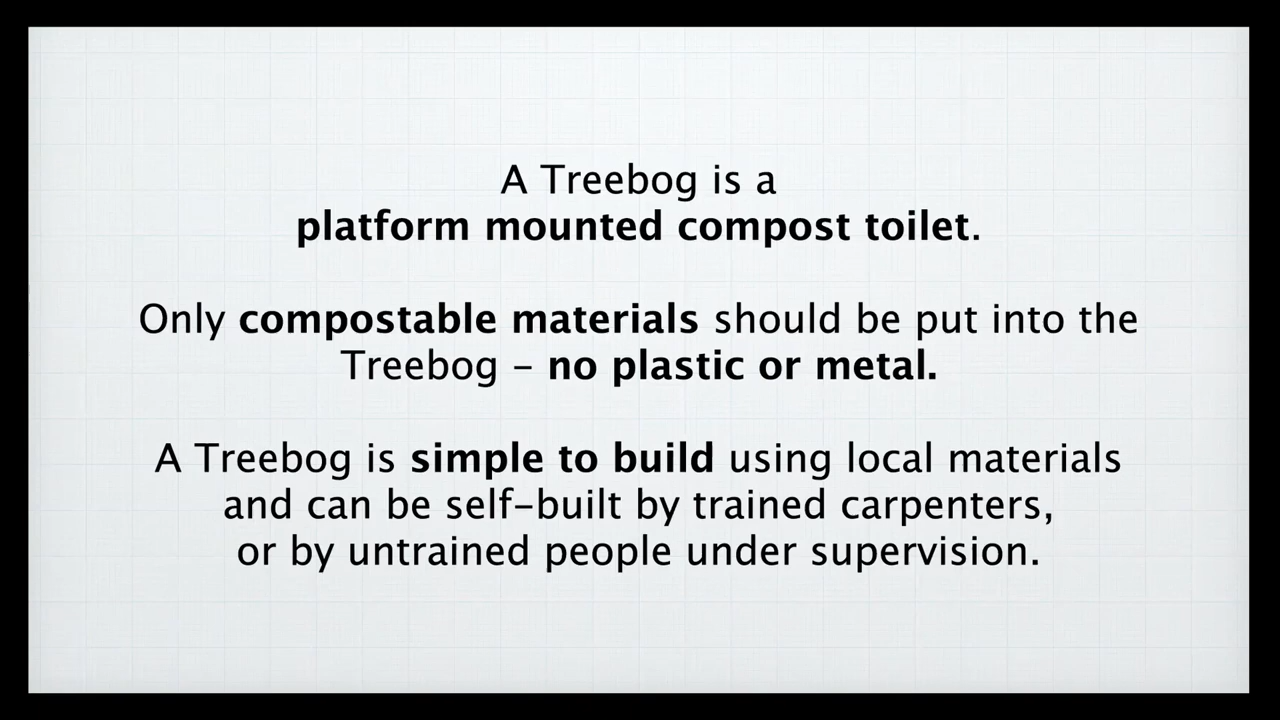 A Treebog is a
platform mounted compost toilet.
Only compostable materials should be put into the
Treebog – no plastic or metal.
A Treebog is simple to build using local materials
and can be self-built by trained carpenters,
or by untrained people under supervision.